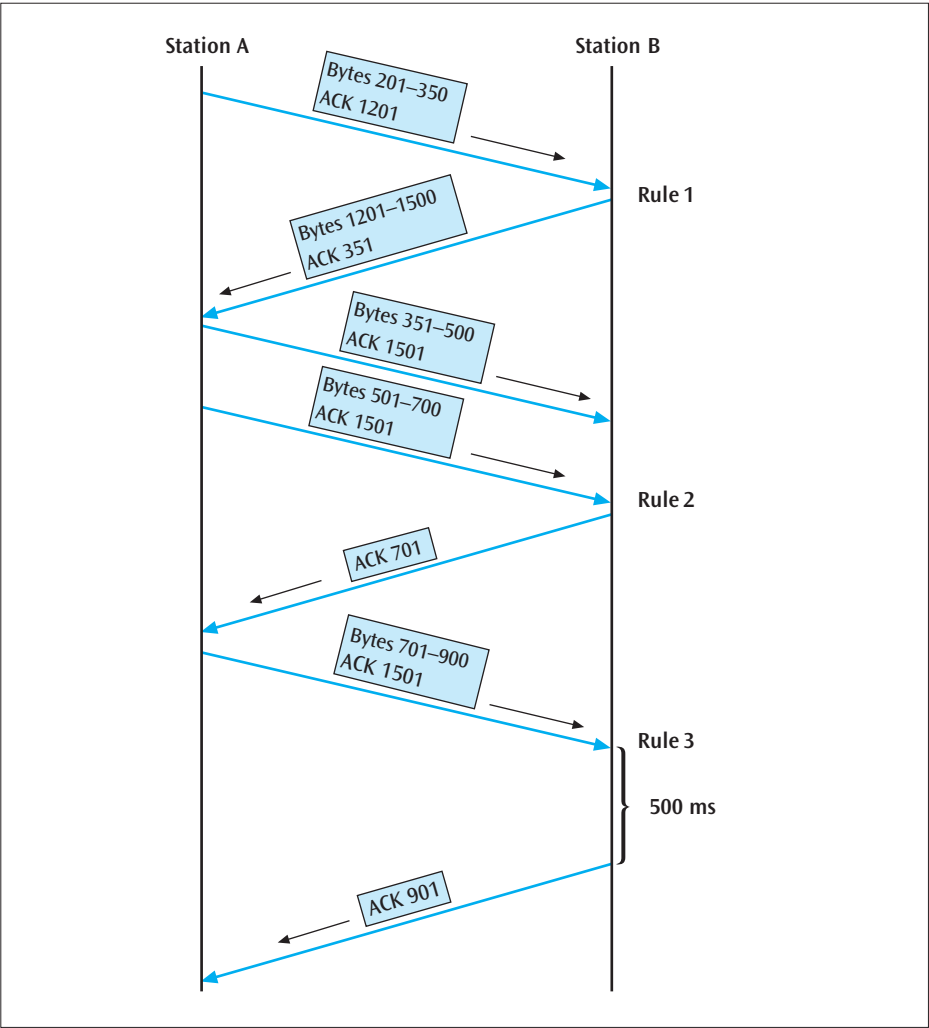 Station A
Station B
Bytes 201–350
ACK 1201
Rule 1
Bytes 1201–1500
ACK 351
Bytes 351–500
ACK 1501
Bytes 501–700
ACK 1501
Rule 2
ACK 701
Bytes 701–900
ACK 1501
Rule 3
500 ms
ACK 901